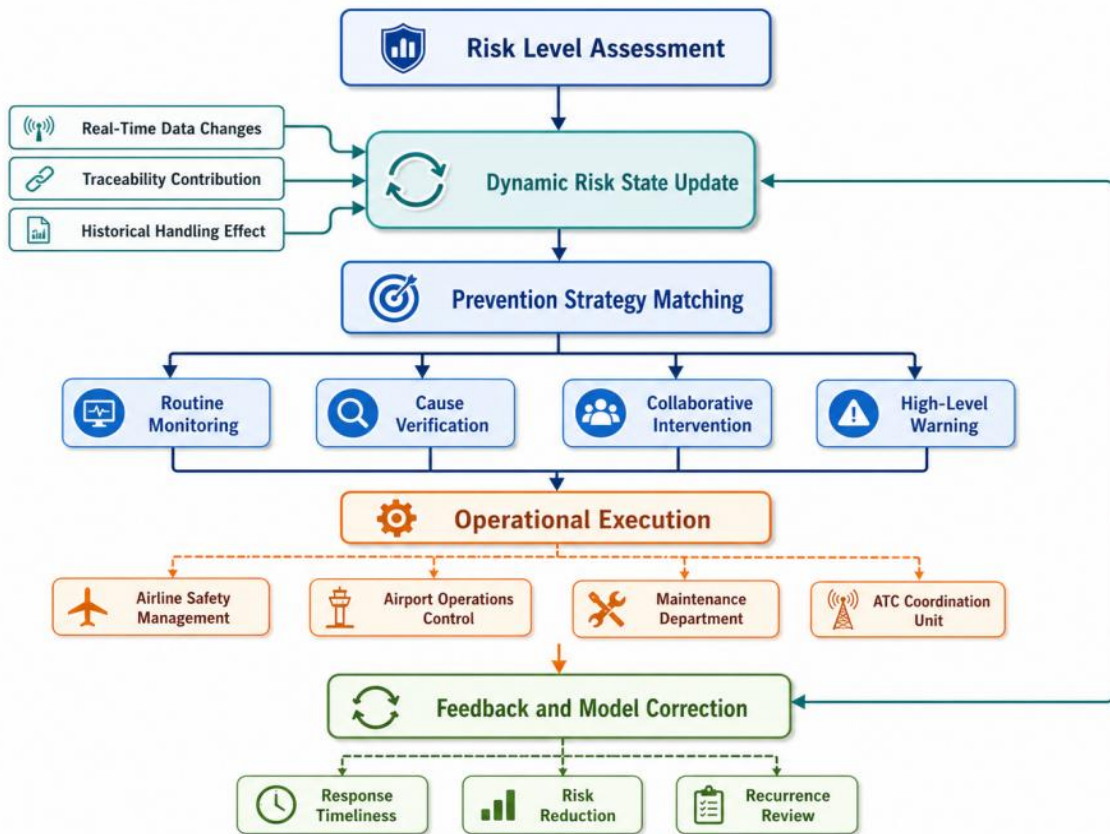 Risk Level Assessment
Real-Time Data Changes
Traceability Contribution
Historical Handling Effect
Dynamic Risk State Update
Prevention Strategy Matching
Routine
Monitoring
Cause
Verification
Collaborative
Intervention
High-Level
Warning
Operational Execution
Airline Safety
Management
Airport Operations
Control
Maintenance
Department
ATC Coordination
Unit
Feedback and Model Correction
Response
Timeliness
Risk
Reduction
Recurrence
Review